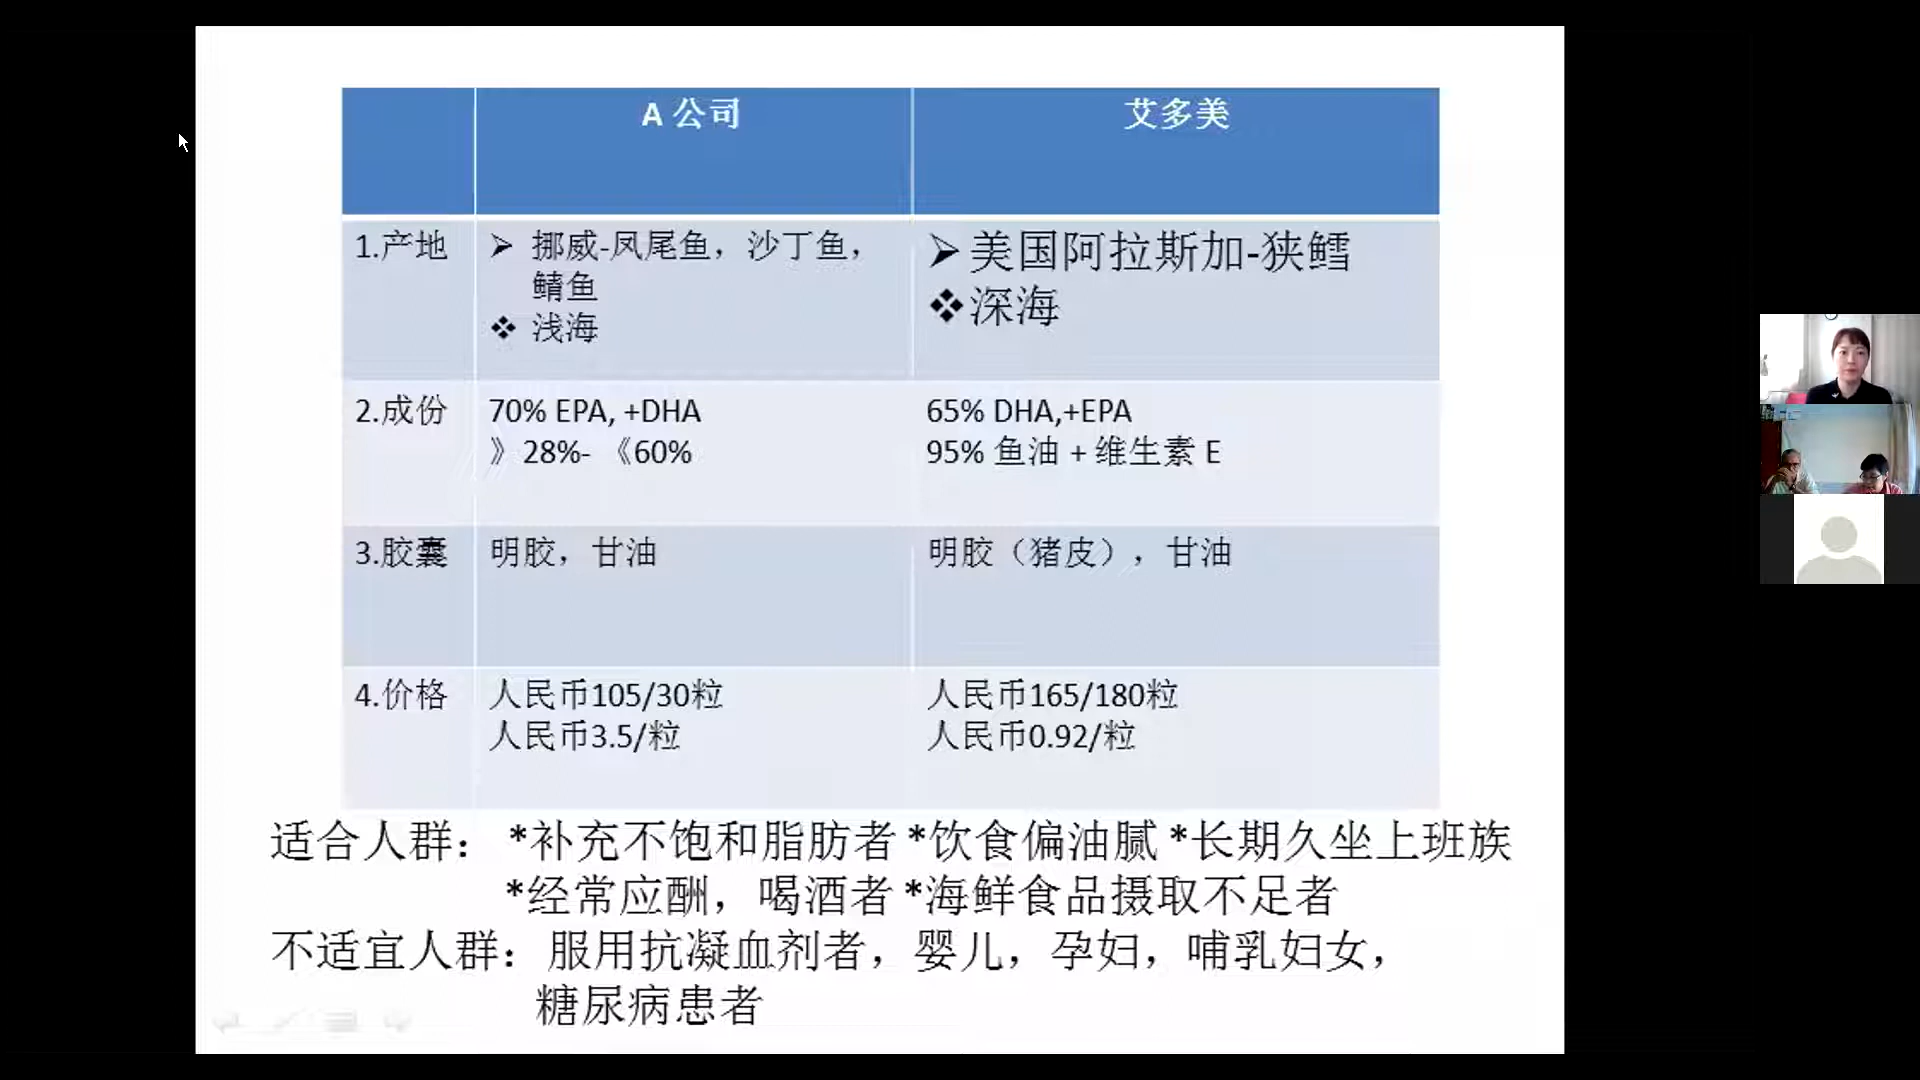 A 公司
艾多美
1.产地
➢ 挪威-凤尾鱼，沙丁鱼，
鲭鱼
❖ 浅海
➢美国阿拉斯加-狭鳕
❖深海
2.成份
70% EPA, +DHA
》28%- 《60%
65% DHA,+EPA
95% 鱼油 + 维生素 E
3.胶囊
明胶，甘油
明胶（猪皮），甘油
4.价格
人民币105/30粒
人民币3.5/粒
人民币165/180粒
人民币0.92/粒
适合人群： *补充不饱和脂肪者 *饮食偏油腻 *长期久坐上班族
*经常应酬，喝酒者 *海鲜食品摄取不足者
不适宜人群：服用抗凝血剂者，婴儿，孕妇，哺乳妇女，
糖尿病患者